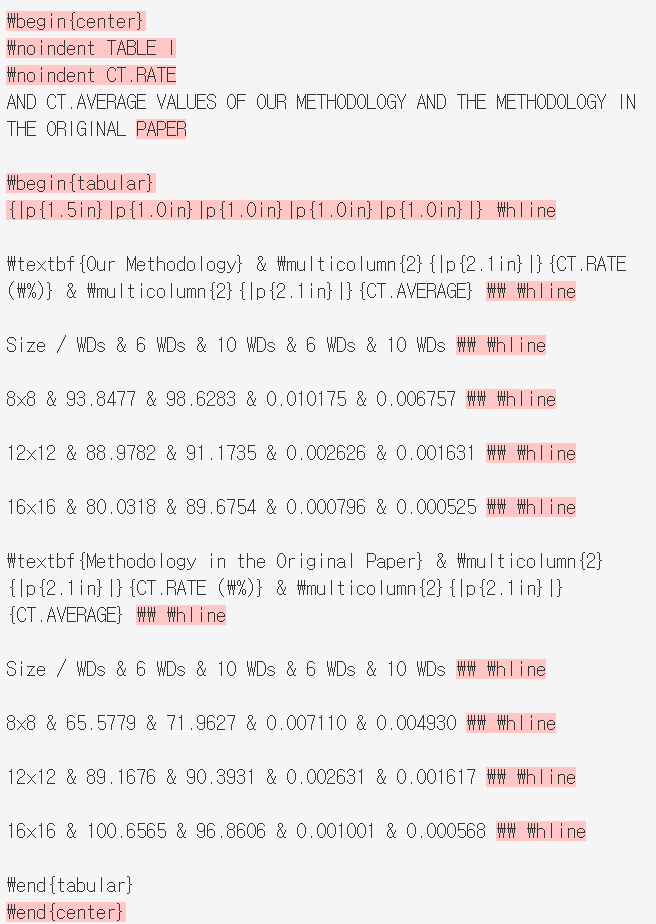 ₩begin{center}
₩noindent TABLE I
₩noindent CT.RATE
AND CT.AVERAGE VALUES OF OUR METHODOLOGY AND THE METHODOLOGY IN
THE ORIGINAL PAPER
₩begin{tabular}
{|p{1.5in}|p{1.0in}|p{1.0in}|p{1.0in}|p{1.0in}|} ₩hline
₩textbf{Our Methodology} & ₩multicolumn{2}{|p{2.1in}|}{CT.RATE
(₩%)} & ₩multicolumn{2}{|p{2.1in}|}{CT.AVERAGE} ₩₩ ₩hline
Size / WDs & 6 WDs & 10 WDs & 6 WDs & 10 WDs ₩₩ ₩hline
8x8 & 93.8477 & 98.6283 & 0.010175 & 0.006757 ₩₩ ₩hline
12x12 & 88.9782 & 91.1735 & 0.002626 & 0.001631 ₩₩ ₩hline
16x16 & 80.0318 & 89.6754 & 0.000796 & 0.000525 ₩₩ ₩hline
₩textbf{Methodology in the Original Paper} & ₩multicolumn{2}
{|p{2.1in}|}{CT.RATE (₩%)} & ₩multicolumn{2}{|p{2.1in}|}
{CT.AVERAGE} ₩₩ ₩hline
Size / WDs & 6 WDs & 10 WDs & 6 WDs & 10 WDs ₩₩ ₩hline
8x8 & 65.5779 & 71.9627 & 0.007110 & 0.004930 ₩₩ ₩hline
12x12 & 89.1676 & 90.3931 & 0.002631 & 0.001617 ₩₩ ₩hline
16x16 & 100.6565 & 96.8606 & 0.001001 & 0.000568 ₩₩ ₩hline
₩end{tabular}
₩end{center}